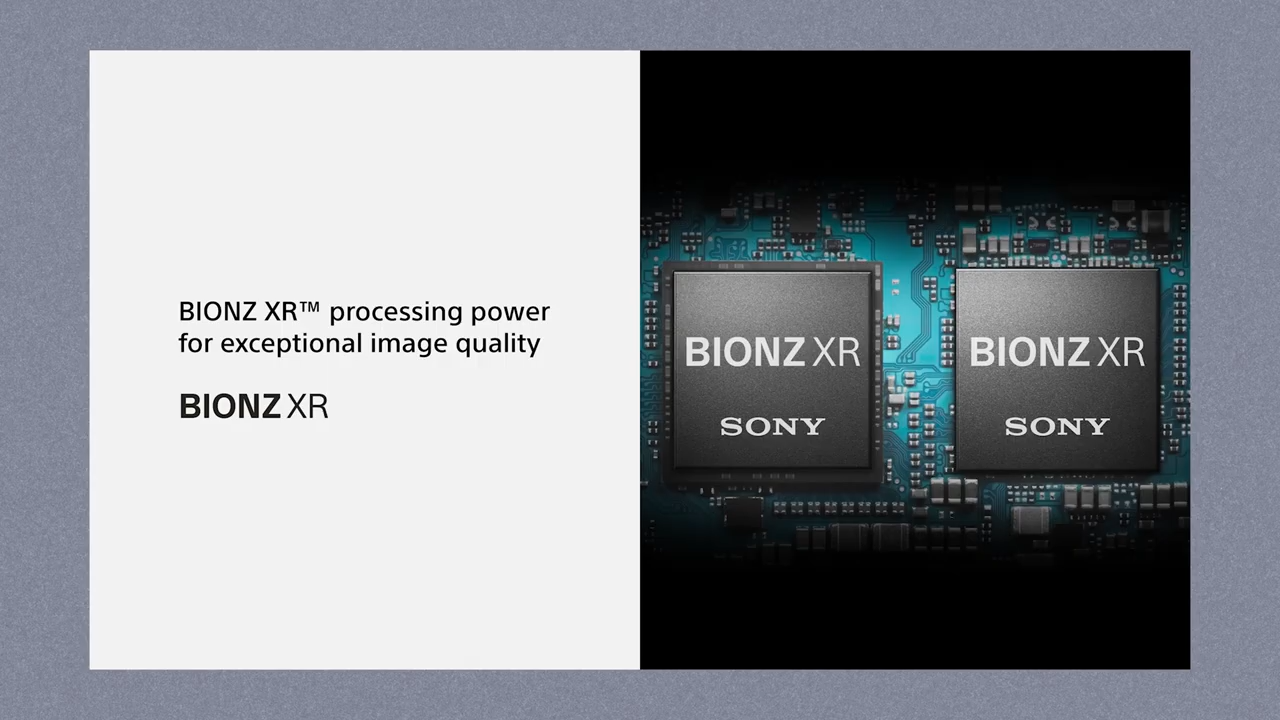 BIONZ XR™ processing power
for exceptional image quality
BIONZ XR
BIONZ XR
SONY
BIONZ XR
SONY